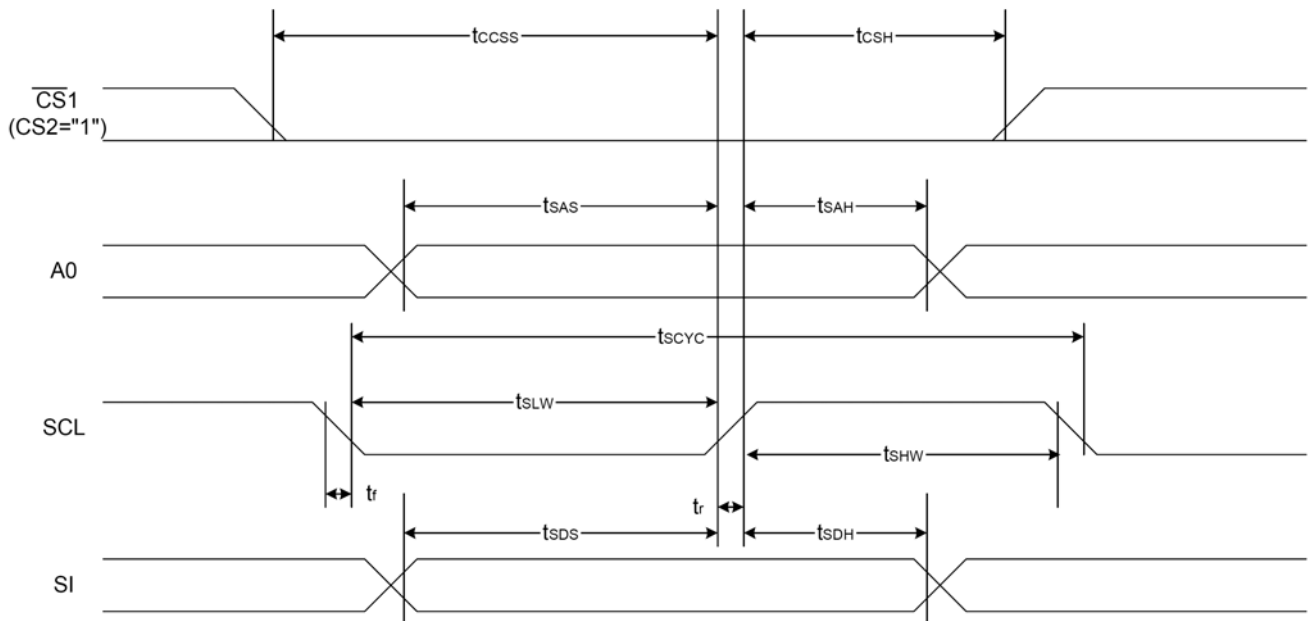 tCCSS
tCSH
CS1
(CS2="1")
tSAS
tSAH
A0
tSCYC
tSLW
SCL
tSHW
tf
tr
tSDS
tSDH
SI